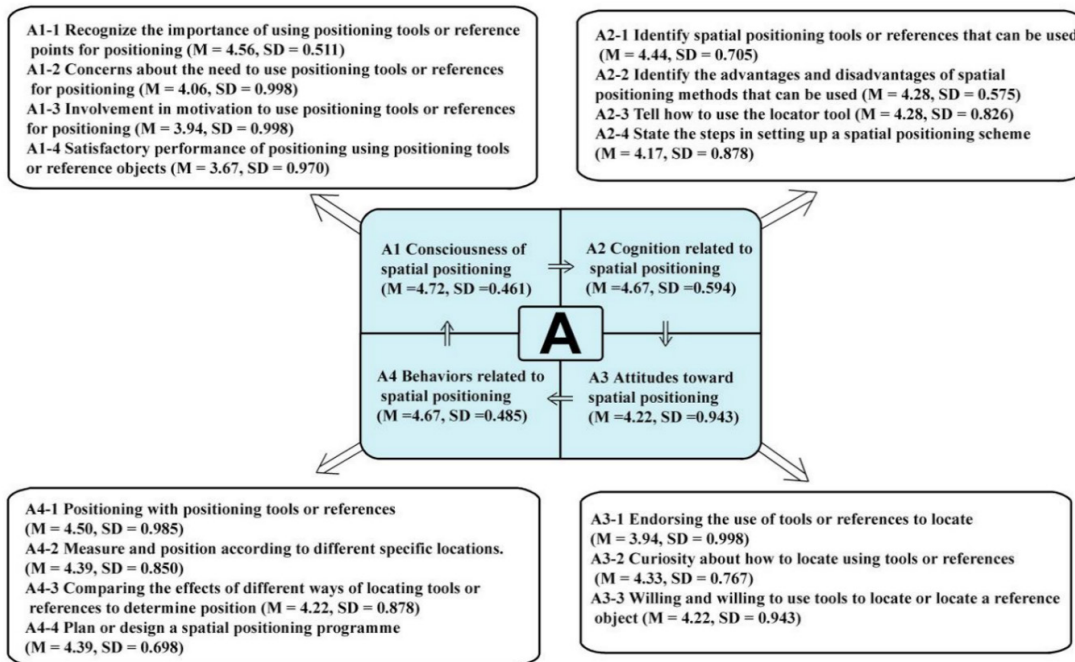 A1-1 Recognize the importance of using positioning tools or reference
points for positioning (M = 4.56, SD = 0.511)
A1-2 Concerns about the need to use positioning tools or references
for positioning (M = 4.06, SD = 0.998)
A1-3 Involvement in motivation to use positioning tools or references
for positioning (M = 3.94, SD = 0.998)
A1-4 Satisfactory performance of positioning using positioning tools
or reference objects (M = 3.67, SD = 0.970)
A2-1 Identify spatial positioning tools or references that can be used
(M = 4.44, SD = 0.705)
A2-2 Identify the advantages and disadvantages of spatial
positioning methods that can be used (M = 4.28, SD = 0.575)
A2-3 Tell how to use the locator tool (M = 4.28, SD = 0.826)
A2-4 State the steps in setting up a spatial positioning scheme
(M = 4.17, SD = 0.878)
A1 Consciousness of
spatial positioning
(M =4.72, SD =0.461)
A2 Cognition related to
spatial positioning
(M =4.67, SD =0.594)
A
A4 Behaviors related to
spatial positioning
(M =4.67, SD =0.485)
A3 Attitudes toward
spatial positioning
(M =4.22, SD =0.943)
A4-1 Positioning with positioning tools or references
(M = 4.50, SD = 0.985)
A4-2 Measure and position according to different specific locations.
(M = 4.39, SD = 0.850)
A4-3 Comparing the effects of different ways of locating tools or
references to determine position (M = 4.22, SD = 0.878)
A4-4 Plan or design a spatial positioning programme
(M = 4.39, SD = 0.698)
A3-1 Endorsing the use of tools or references to locate
(M = 3.94, SD = 0.998)
A3-2 Curiosity about how to locate using tools or references
(M = 4.33, SD = 0.767)
A3-3 Willing and willing to use tools to locate or locate a reference
object (M = 4.22, SD = 0.943)